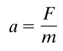 a = F/m